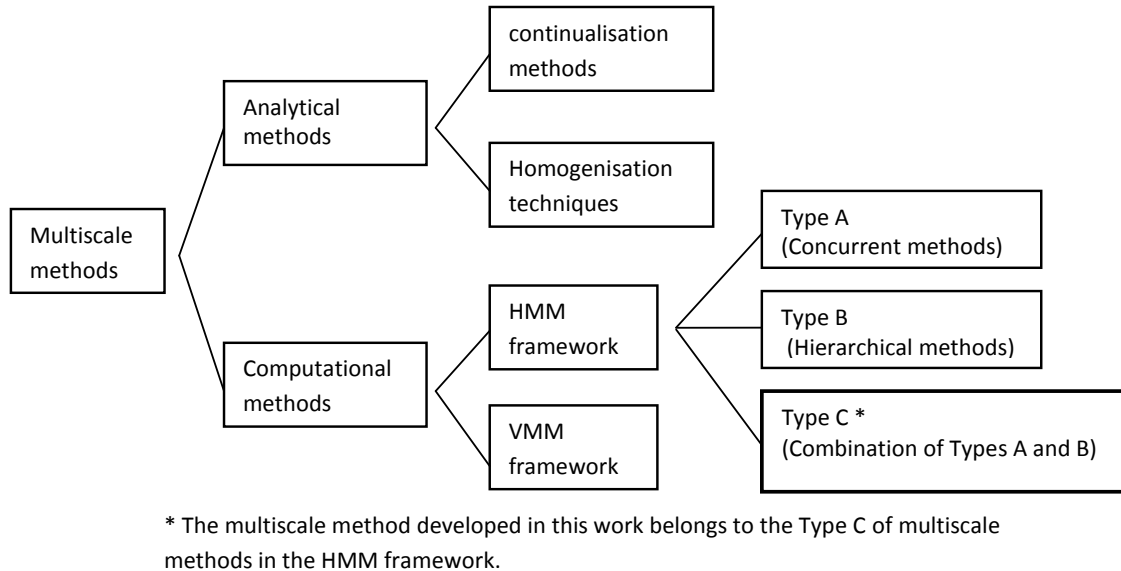 continualisation
methods
Analytical
methods
Homogenisation
techniques
Type A
(Concurrent methods)
Multiscale
methods
HMM
framework
Type B
(Hierarchical methods)
Computational
methods
Type C *
(Combination of Types A and B)
VMM
framework
* The multiscale method developed in this work belongs to the Type C of multiscale
methods in the HMM framework.